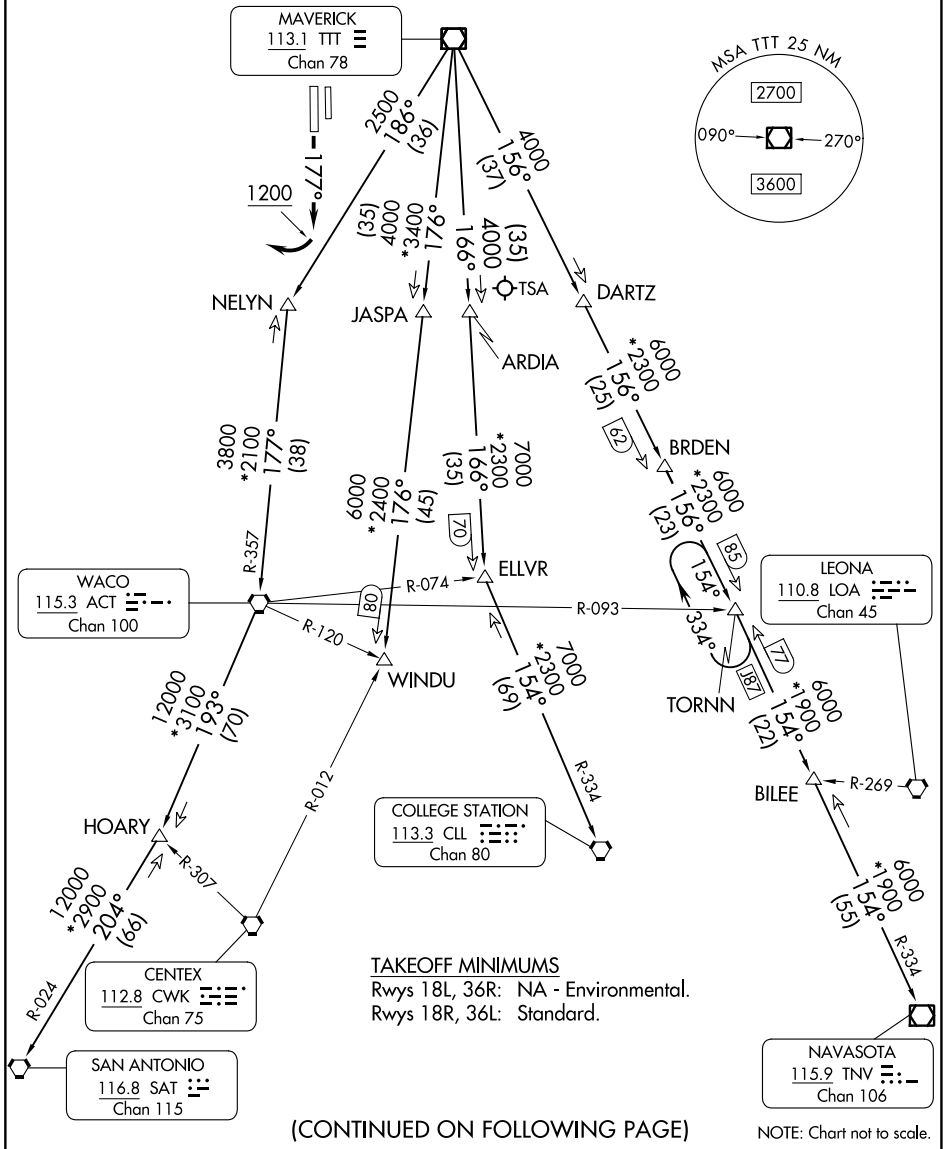 MAVERICK
113.1 TTT
Chan 78
MSA TTT 25 NM
2700
090°
270°
3600
2500
186°
(36)
177°
1200
(35)
4000
*3400
176°
(35)
4000
166°
4000
156°
(37)
TSA
NELYN
JASPA
ARDIA
DARTZ
6000
*2300
156°
(25)
62
BRDEN
3800
*2100
177°
(38)
6000
*2400
176°
(45)
7000
*2300
166°
(35)
70
6000
*2300
156°
(23)
85
R-357
WACO
115.3 ACT
Chan 100
R-074
80
ELLVR
R-093
R-120
WINDU
154°
334°
77
J87
TORNN
LEONA
110.8 LOA
Chan 45
12000
*3100
193°
(70)
7000
*2300
154°
(69)
6000
*1900
154°
(22)
R-012
R-334
BILEE
R-269
HOARY
R-307
COLLEGE STATION
113.3 CLL
Chan 80
12000
*2900
204°
(66)
R-024
6000
*1900
154°
(55)
R-334
CENTEX
112.8 CWK
Chan 75
TAKEOFF MINIMUMS
Rwys 18L, 36R: NA - Environmental.
Rwys 18R, 36L: Standard.
SAN ANTONIO
116.8 SAT
Chan 115
NAVASOTA
115.9 TNV
Chan 106
(CONTINUED ON FOLLOWING PAGE)
NOTE: Chart not to scale.